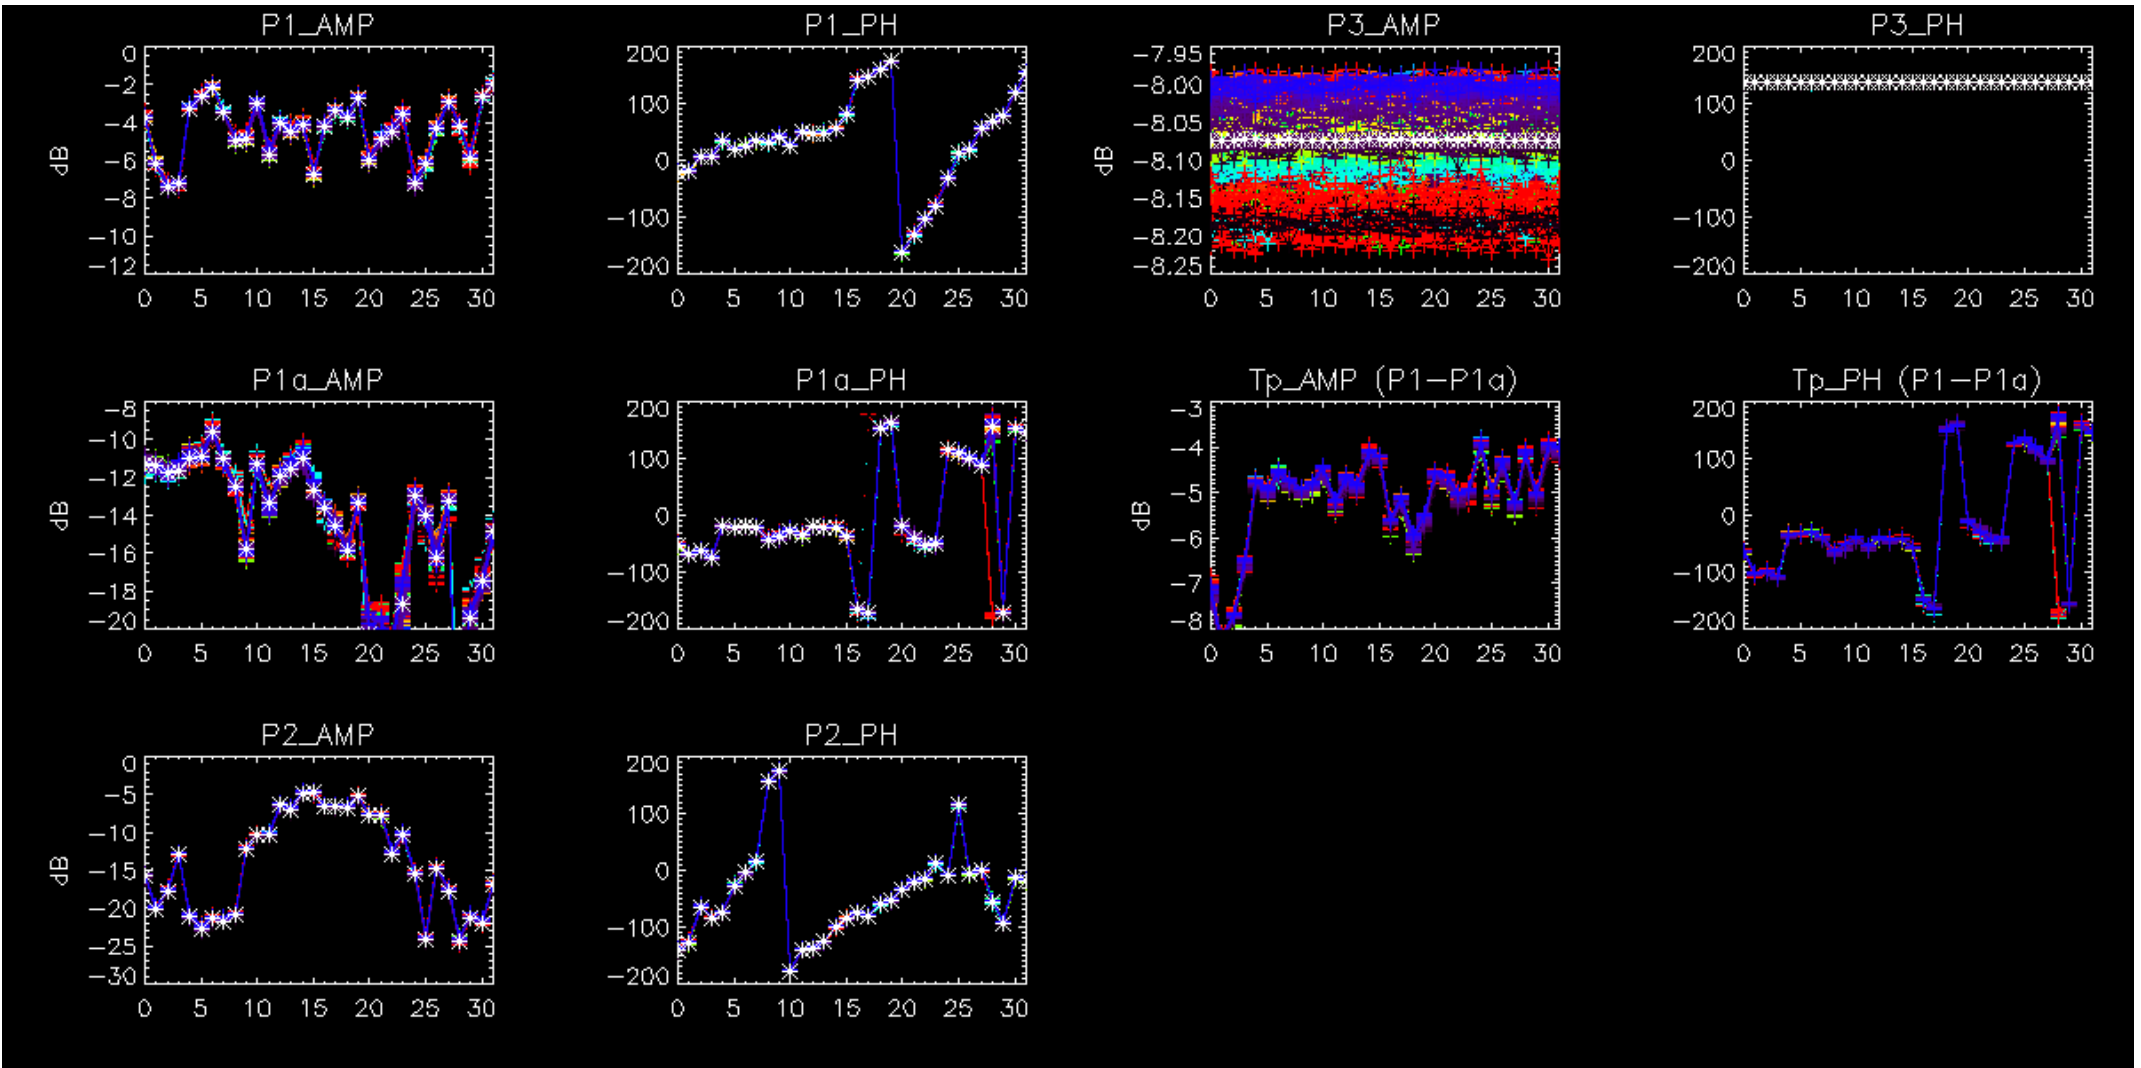 P1_AMP
dB
0
−2
−4
−6
−8
−10
−12
0 5 10 15 20 25 30
P1_PH
200
100
0
−100
−200
0 5 10 15 20 25 30
P3_AMP
dB
−7.95
−8.00
−8.05
−8.10
−8.15
−8.20
−8.25
0 5 10 15 20 25 30
P3_PH
200
100
0
−100
−200
0 5 10 15 20 25 30
P1a_AMP
dB
−8
−10
−12
−14
−16
−18
−20
0 5 10 15 20 25 30
P1a_PH
200
100
0
−100
−200
0 5 10 15 20 25 30
Tp_AMP (P1−P1a)
dB
−3
−4
−5
−6
−7
−8
0 5 10 15 20 25 30
Tp_PH (P1−P1a)
200
100
0
−100
−200
0 5 10 15 20 25 30
P2_AMP
dB
0
−5
−10
−15
−20
−25
−30
0 5 10 15 20 25 30
P2_PH
200
100
0
−100
−200
0 5 10 15 20 25 30